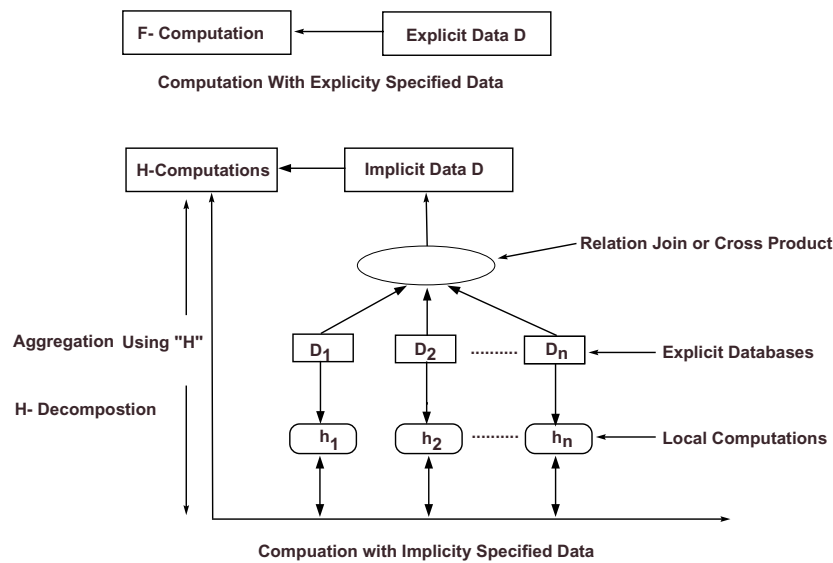 F- Computation
Explicit Data D
Computation With Explicity Specified Data
H-Computations
Implicit Data D
Relation Join or Cross Product
Aggregation Using "H"
D1
D2
..........
Dn
Explicit Databases
H- Decompostion
h1
h2
..........
hn
Local Computations
Compuation with Implicity Specified Data